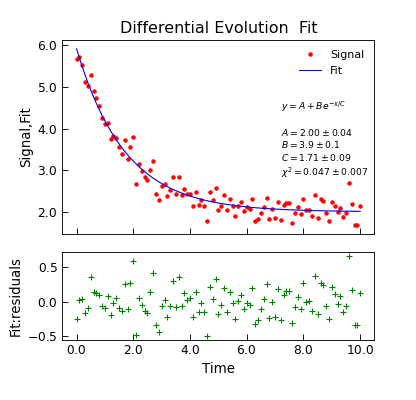 Differential Evolution  Fit
6.0
5.0
4.0
3.0
2.0
Signal,Fit
Signal
Fit
y = A + Be^{-x/C}
A = 2.00 ± 0.04
B = 3.9 ± 0.1
C = 1.71 ± 0.09
χ² = 0.047 ± 0.007
0.5
0.0
−0.5
Fit:residuals
0.0 2.0 4.0 6.0 8.0 10.0
Time